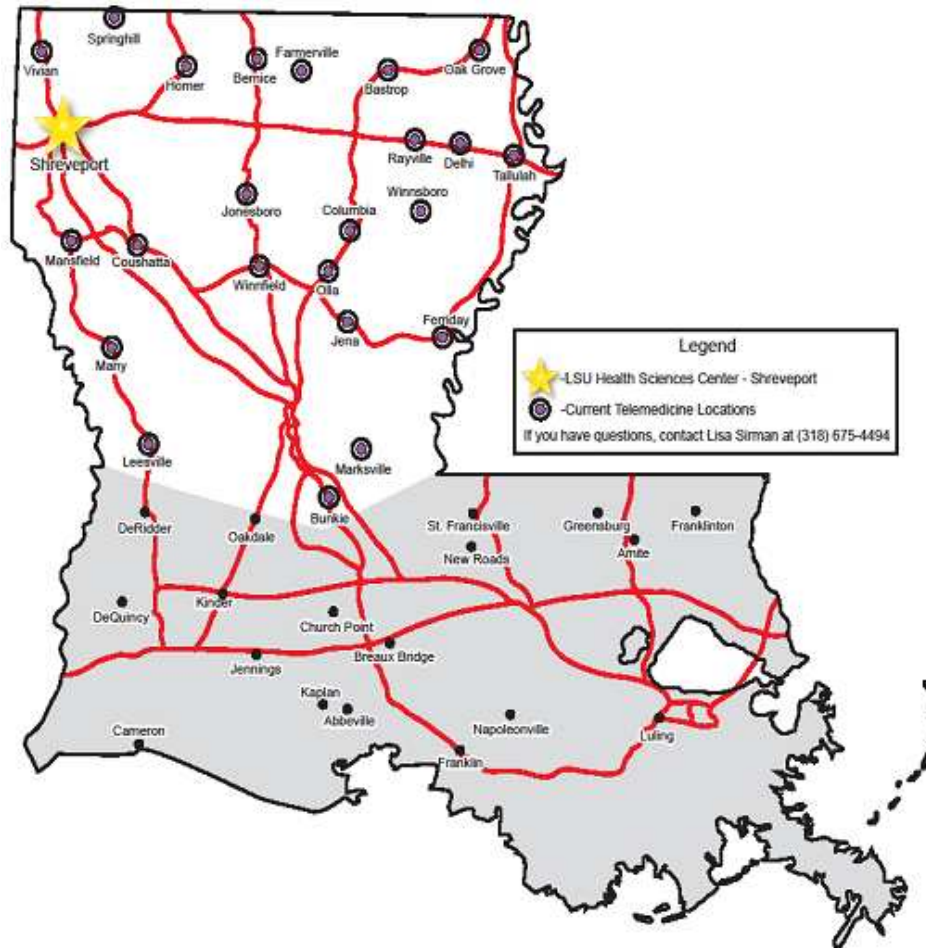 Springhill
Farmerville
Vivian
Homer
Bernice
Bastrop
Oak Grove
Shreveport
Rayville
Delhi
Tallulah
Winnsboro
Jonesboro
Columbia
Mansfield
Coushatta
Winnfield
Olla
Jena
Ferriday
Many
Legend
-LSU Health Sciences Center - Shreveport
-Current Telemedicine Locations
If you have questions, contact Lisa Sirman at (318) 675-4494
Leesville
Marksville
Bunkie
DeRidder
Oakdale
St. Francisville
Greensburg
Franklinton
New Roads
Amite
DeQuincy
Kinder
Church Point
Jennings
Breaux Bridge
Kaplan
Abbeville
Napoleonville
Luling
Cameron
Franklin